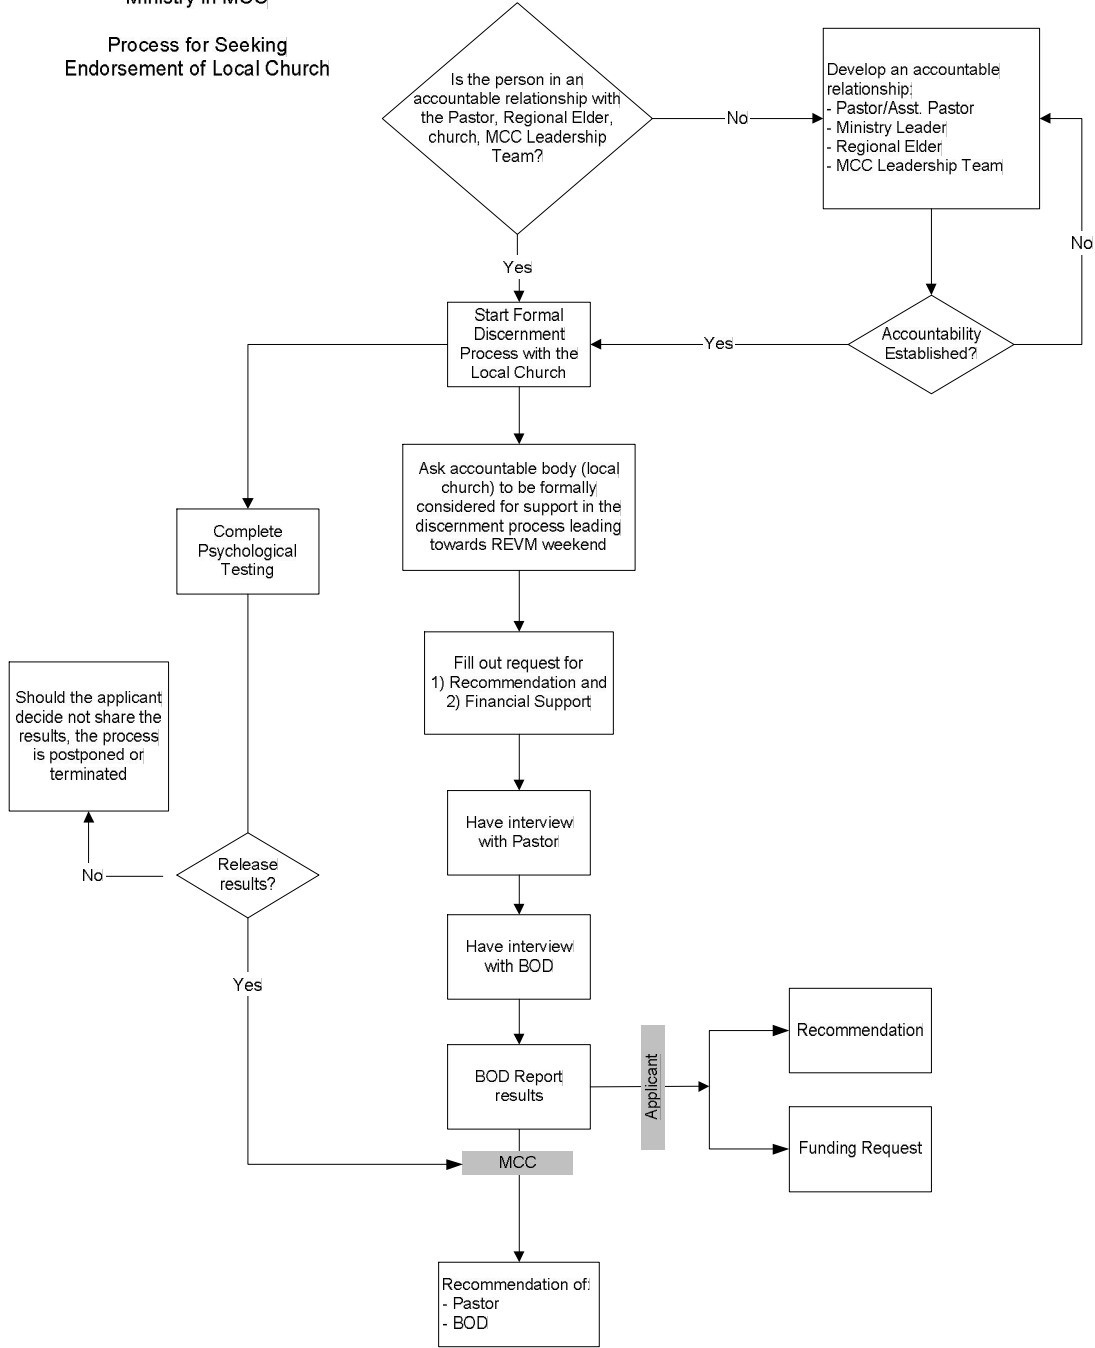 Ministry in MCC
Process for Seeking
Endorsement of Local Church
Is the person in an
accountable relationship with
the Pastor, Regional Elder,
church, MCC Leadership
Team?
No
Develop an accountable
relationship:
- Pastor/Asst. Pastor
- Ministry Leader
- Regional Elder
- MCC Leadership Team
No
Yes
Start Formal
Discernment
Process with the
Local Church
Yes
Accountability
Established?
Ask accountable body (local
church) to be formally
considered for support in the
discernment process leading
towards REVM weekend
Complete
Psychological
Testing
Fill out request for
1) Recommendation and
2) Financial Support
Should the applicant
decide not share the
results, the process
is postponed or
terminated
Have interview
with Pastor
Release
results?
No
Have interview
with BOD
Yes
BOD Report
results
Applicant
Recommendation
Funding Request
MCC
Recommendation of:
- Pastor
- BOD